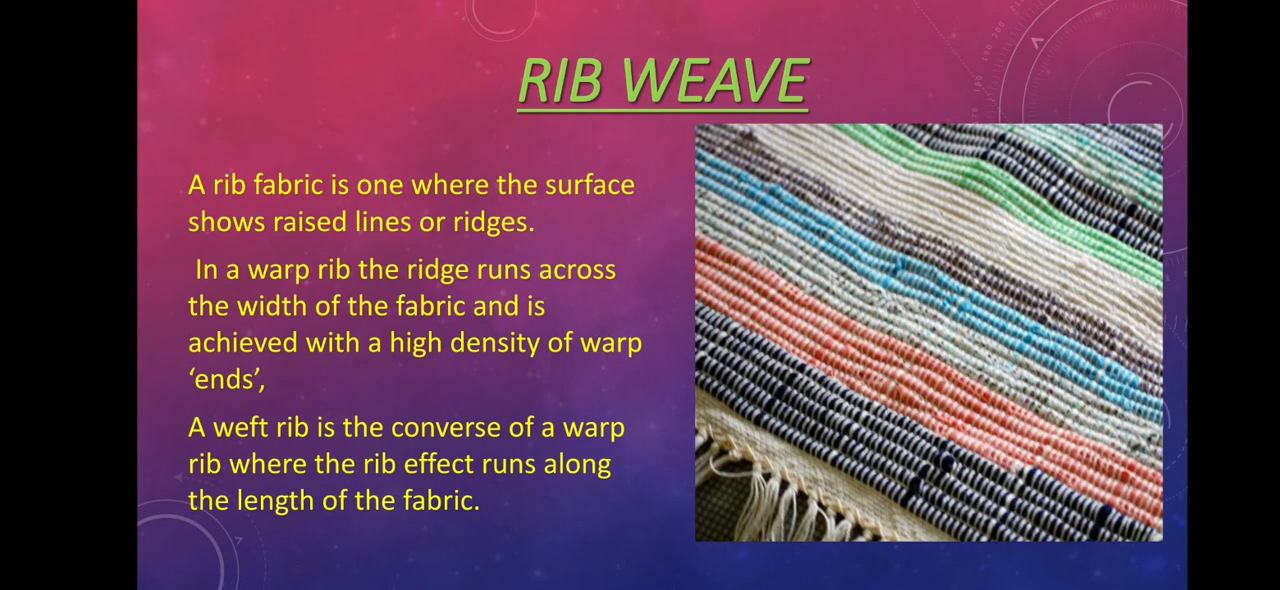 RIB WEAVE
A rib fabric is one where the surface
shows raised lines or ridges.
In a warp rib the ridge runs across
the width of the fabric and is
achieved with a high density of warp
‘ends’,
A weft rib is the converse of a warp
rib where the rib effect runs along
the length of the fabric.